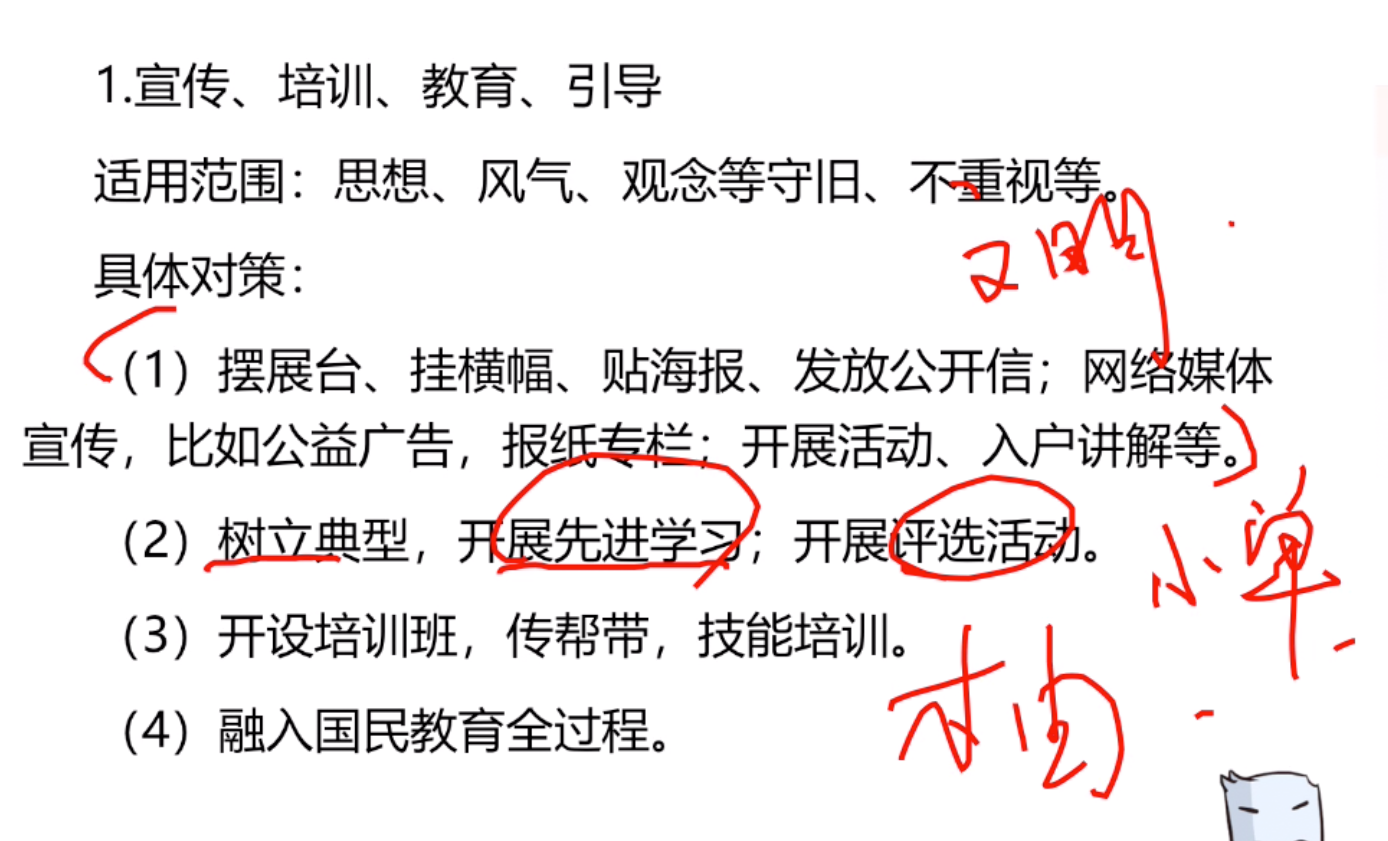 1.宣传、培训、教育、引导
适用范围：思想、风气、观念等守旧、不重视等。
具体对策：
（1）摆展台、挂横幅、贴海报、发放公开信；网络媒体
宣传，比如公益广告，报纸专栏；开展活动、入户讲解等。
（2）树立典型，开展先进学习；开展评选活动。
小单
（3）开设培训班，传帮带，技能培训。
（4）融入国民教育全过程。